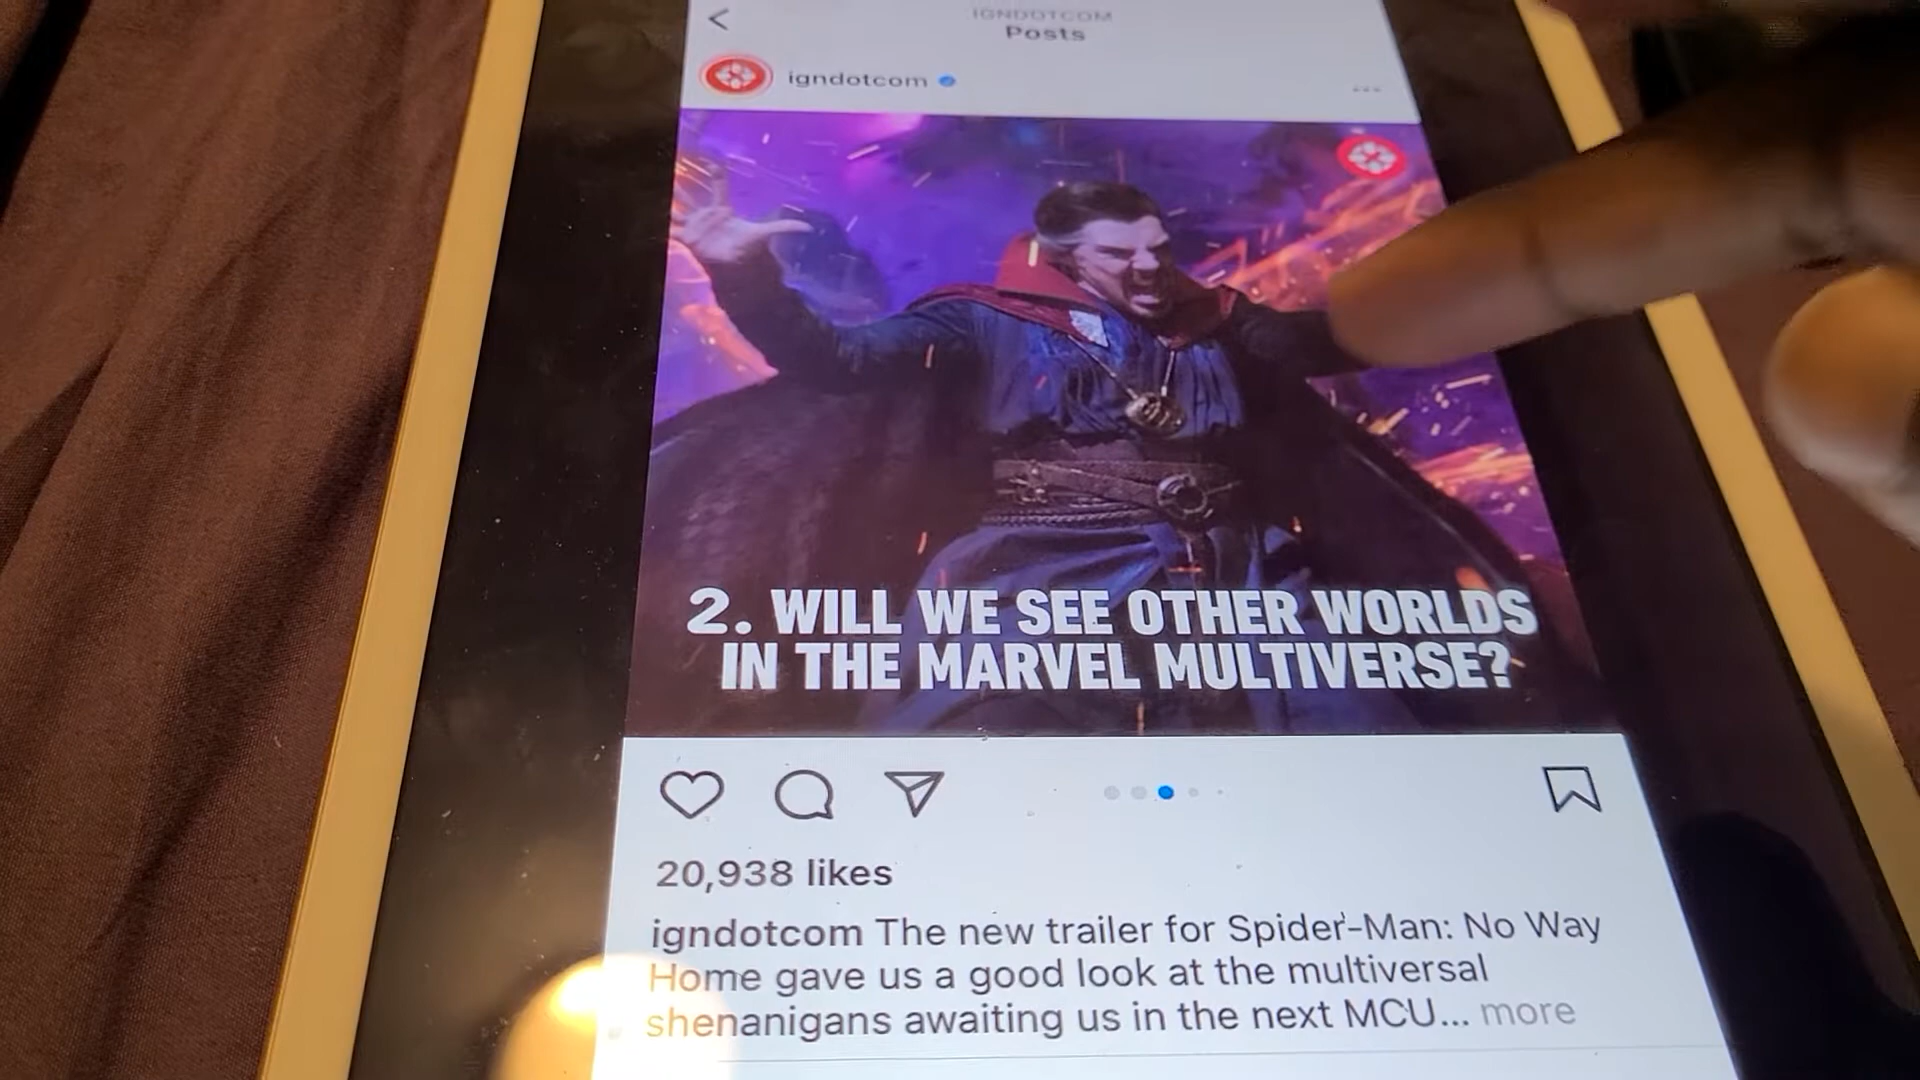 IGNDOTCOM
Posts
igndotcom
2. WILL WE SEE OTHER WORLDS
IN THE MARVEL MULTIVERSE?
20,938 likes
igndotcom The new trailer for Spider-Man: No Way
Home gave us a good look at the multiversal
shenanigans awaiting us in the next MCU... more